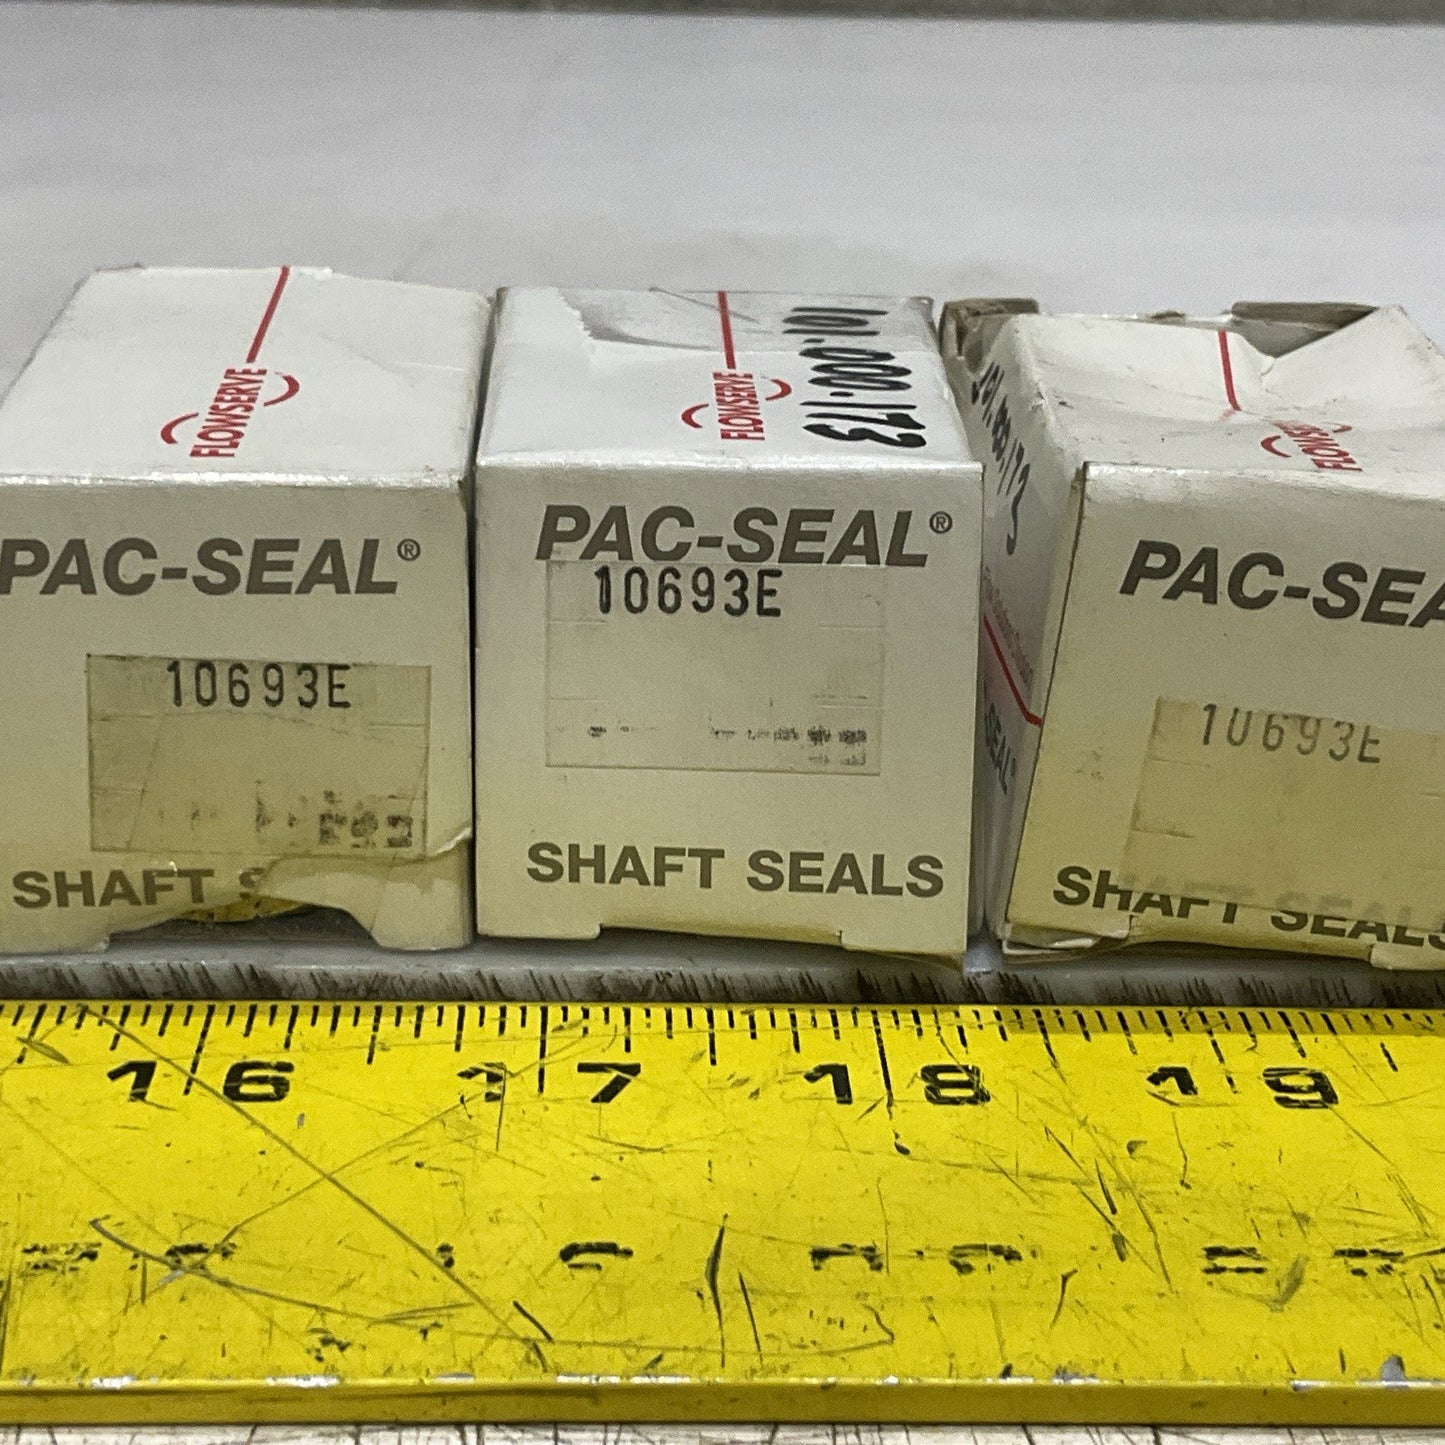 FLOWSERVE
PAC-SEAL®
10693E
SHAFT
FLOWSERVE
101.000.173
PAC-SEAL®
10693E
SHAFT SEALS
FLOWSERVE
SEAL®
PAC-SEA
10693E
SHAFT SEALS
16 17 18 19